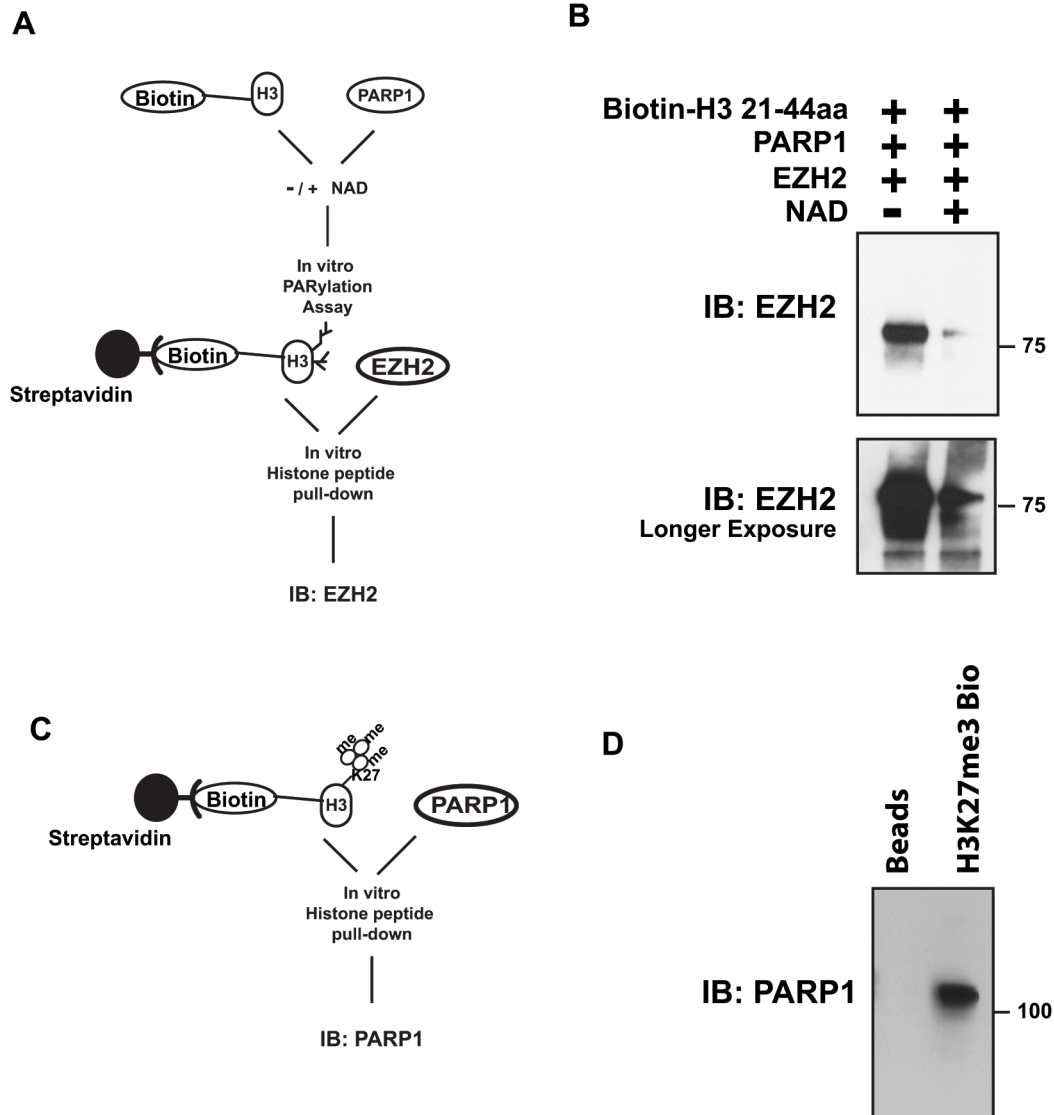 A
Biotin
H3
PARP1
- / + NAD
In vitro
PARylation
Assay
Biotin
H3
EZH2
Streptavidin
In vitro
Histone peptide
pull-down
IB: EZH2
B
Biotin-H3 21-44aa + +
PARP1 + +
EZH2 + +
NAD - +
IB: EZH2
75
IB: EZH2
Longer Exposure
75
C
me
me
me
K27
Biotin
H3
PARP1
Streptavidin
In vitro
Histone peptide
pull-down
IB: PARP1
D
Beads
H3K27me3 Bio
IB: PARP1
100